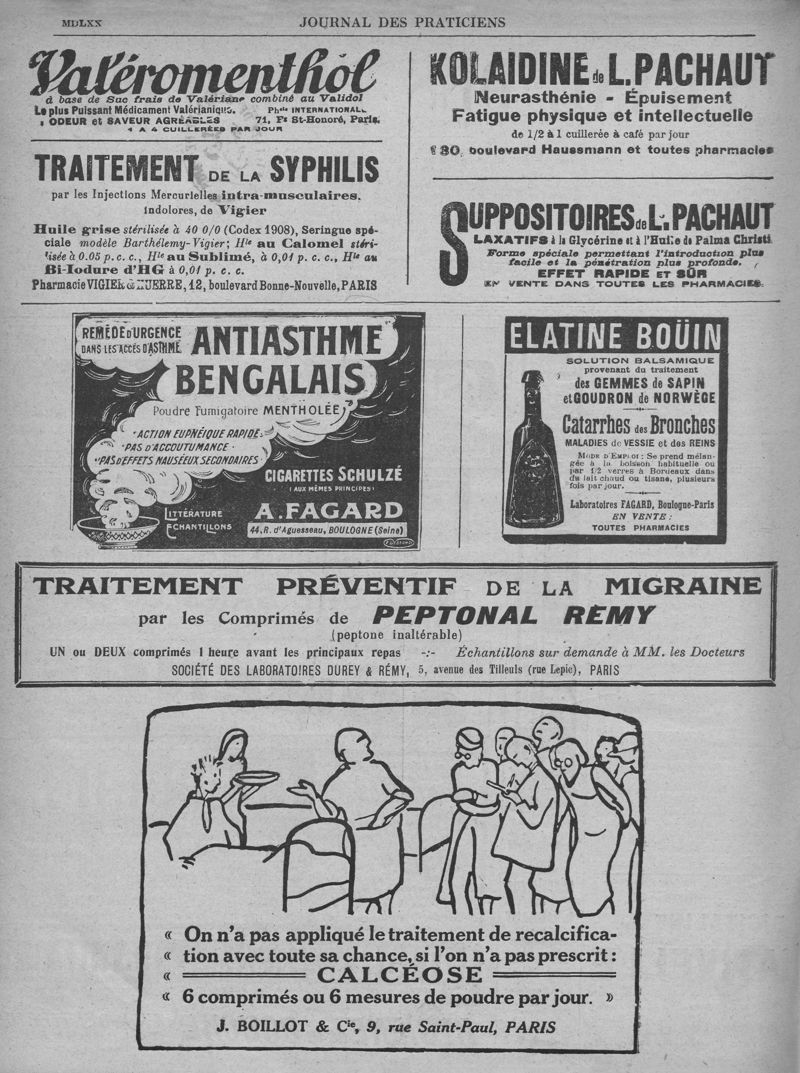 MDLXX
JOURNAL DES PRATICIENS
Valéromenthol
à base de Suc frais de Valériane combiné au Validol
Le plus Puissant Médicament Valérianique.
Phcie INTERNATIONALE
ODEUR et SAVEUR AGRÉABLES
71, Fg St-Honoré, Paris.
1 A 4 CUILLERÉES PAR JOUR
TRAITEMENT DE LA SYPHILIS
par les Injections Mercurielles intra-musculaires,
indolores, de Vigier
Huile grise stérilisée à 40 0/0 (Codex 1908), Seringue spé-
ciale modèle Barthélemy-Vigier; Hle au Calomel stéri-
lisée à 0.05 p. c. c., Hle au Sublimé, à 0,01 p. c. c., Hle au
Bi-Iodure d'HG à 0,01 p. c. c.
Pharmacie VIGIER & HUERRE, 12, boulevard Bonne-Nouvelle, PARIS
KOLAIDINE de L. PACHAUT
Neurasthénie - Épuisement
Fatigue physique et intellectuelle
de 1/2 à 1 cuillerée à café par jour
130, boulevard Haussmann et toutes pharmacies
SUPPOSITOIRES de L. PACHAUT
LAXATIFS à la Glycérine et à l'Huile de Palma Christi
Forme spéciale permettant l'introduction plus
facile et la pénétration plus profonde.
EFFET RAPIDE ET SÛR
EN VENTE DANS TOUTES LES PHARMACIES.
REMÈDE D'URGENCE
DANS LES ACCÈS D'ASTHME
ANTIASTHME
BENGALAIS
Poudre Fumigatoire MENTHOLÉE
·ACTION EUPNÉIQUE RAPIDE·
·PAS D'ACCOUTUMANCE·
·PAS D'EFFETS NAUSÉEUX SECONDAIRES·
CIGARETTES SCHULZÉ
(AUX MÊMES PRINCIPES)
LITTÉRATURE
ÉCHANTILLONS
A. FAGARD
44, R. d'Aguesseau, BOULOGNE (Seine)
ELATINE BOÜIN
SOLUTION BALSAMIQUE
provenant du traitement
des GEMMES de SAPIN
et GOUDRON de NORWÈGE
Catarrhes des Bronches
MALADIES de VESSIE et des REINS
MODE D'EMPLOI : Se prend mélan-
gée à la boisson habituelle ou
par 1/2 verres à Bordeaux dans
du lait chaud ou tisane, plusieurs
fois par jour.
Laboratoires FAGARD, Boulogne-Paris
EN VENTE :
TOUTES PHARMACIES
TRAITEMENT PRÉVENTIF DE LA MIGRAINE
par les Comprimés de PEPTONAL RÉMY
(peptone inaltérable)
UN ou DEUX comprimés 1 heure avant les principaux repas -:- Échantillons sur demande à MM. les Docteurs
SOCIÉTÉ DES LABORATOIRES DUREY & RÉMY, 5, avenue des Tilleuls (rue Lepic), PARIS
« On n'a pas appliqué le traitement de recalcifica-
« tion avec toute sa chance, si l'on n'a pas prescrit :
« CALCÉOSE
« 6 comprimés ou 6 mesures de poudre par jour. »
J. BOILLOT & Cie, 9, rue Saint-Paul, PARIS